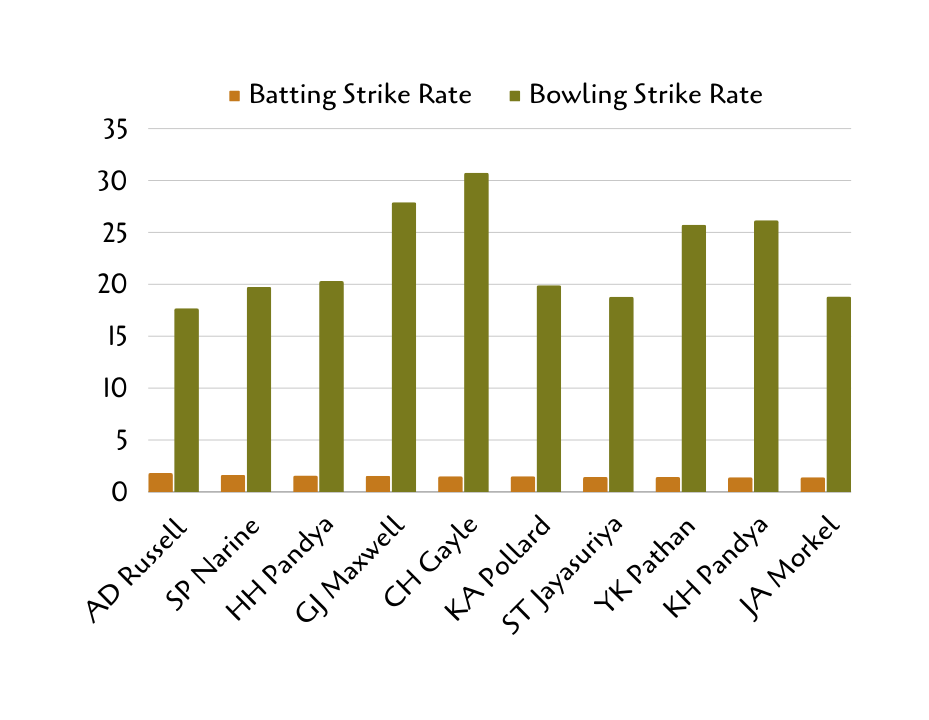 Batting Strike Rate Bowling Strike Rate
35
30
25
20
15
10
5
0
AD Russell
SP Narine
HH Pandya
GJ Maxwell
CH Gayle
KA Pollard
ST Jayasuriya
YK Pathan
KH Pandya
JA Morkel